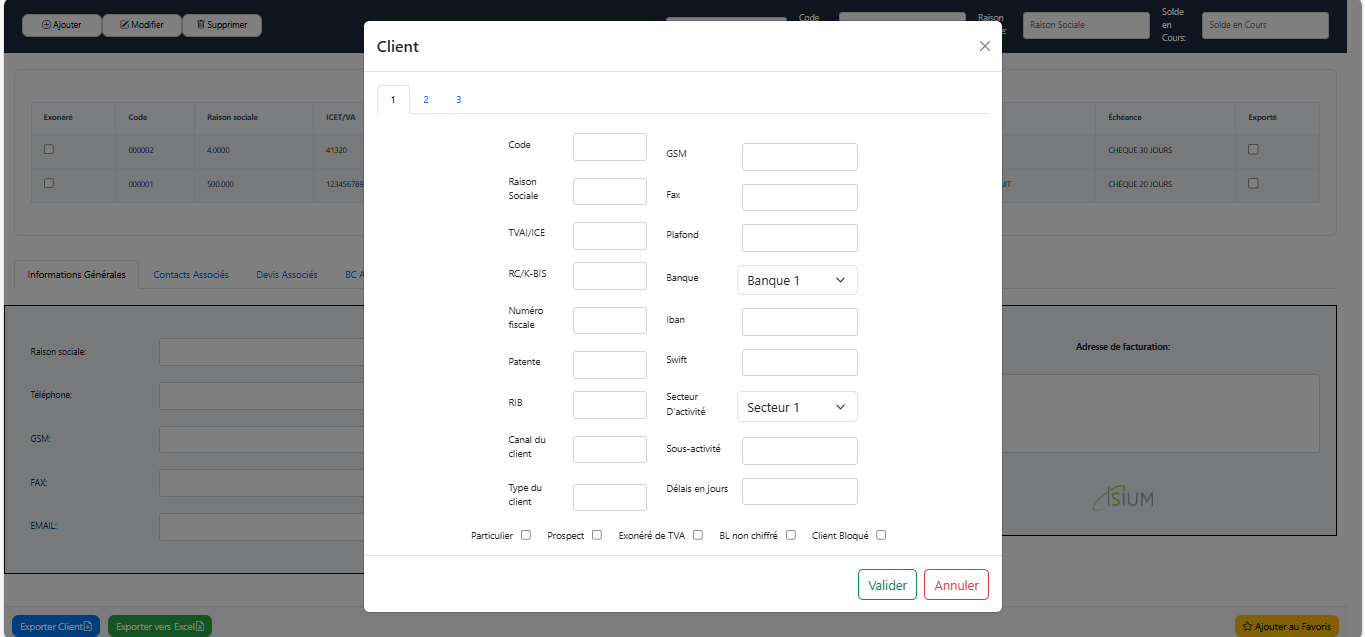 Ajouter
Modifier
Supprimer
Code
Raison
Raison Sociale
Solde
en
Cours:
Solde en Cours
Client
1
2
3
Exonéré
Code
Raison sociale
ICET/VA
Échéance
Exporté
000002
4.0000
41320
CHEQUE 30 JOURS
000001
500.000
123456789
CHÉQUE 20 JOURS
Code
GSM
Raison
Sociale
Fax
TVAI/ICE
Plafond
RC/K-BIS
Banque
Banque 1
Numéro
fiscale
Iban
Patente
Swift
RIB
Secteur
D'activité
Secteur 1
Canal du
client
Sous-activité
Type du
client
Délais en jours
Particulier
Prospect
Exonéré de TVA
BL non chiffré
Client Bloqué
Valider
Annuler
Informations Générales
Contacts Associés
Devis Associés
BC A
Raison sociale:
Téléphone:
GSM:
FAX:
EMAIL:
Adresse de facturation:
ISIUM
Exporter Client
Exporter vers Excel
Ajouter au Favoris